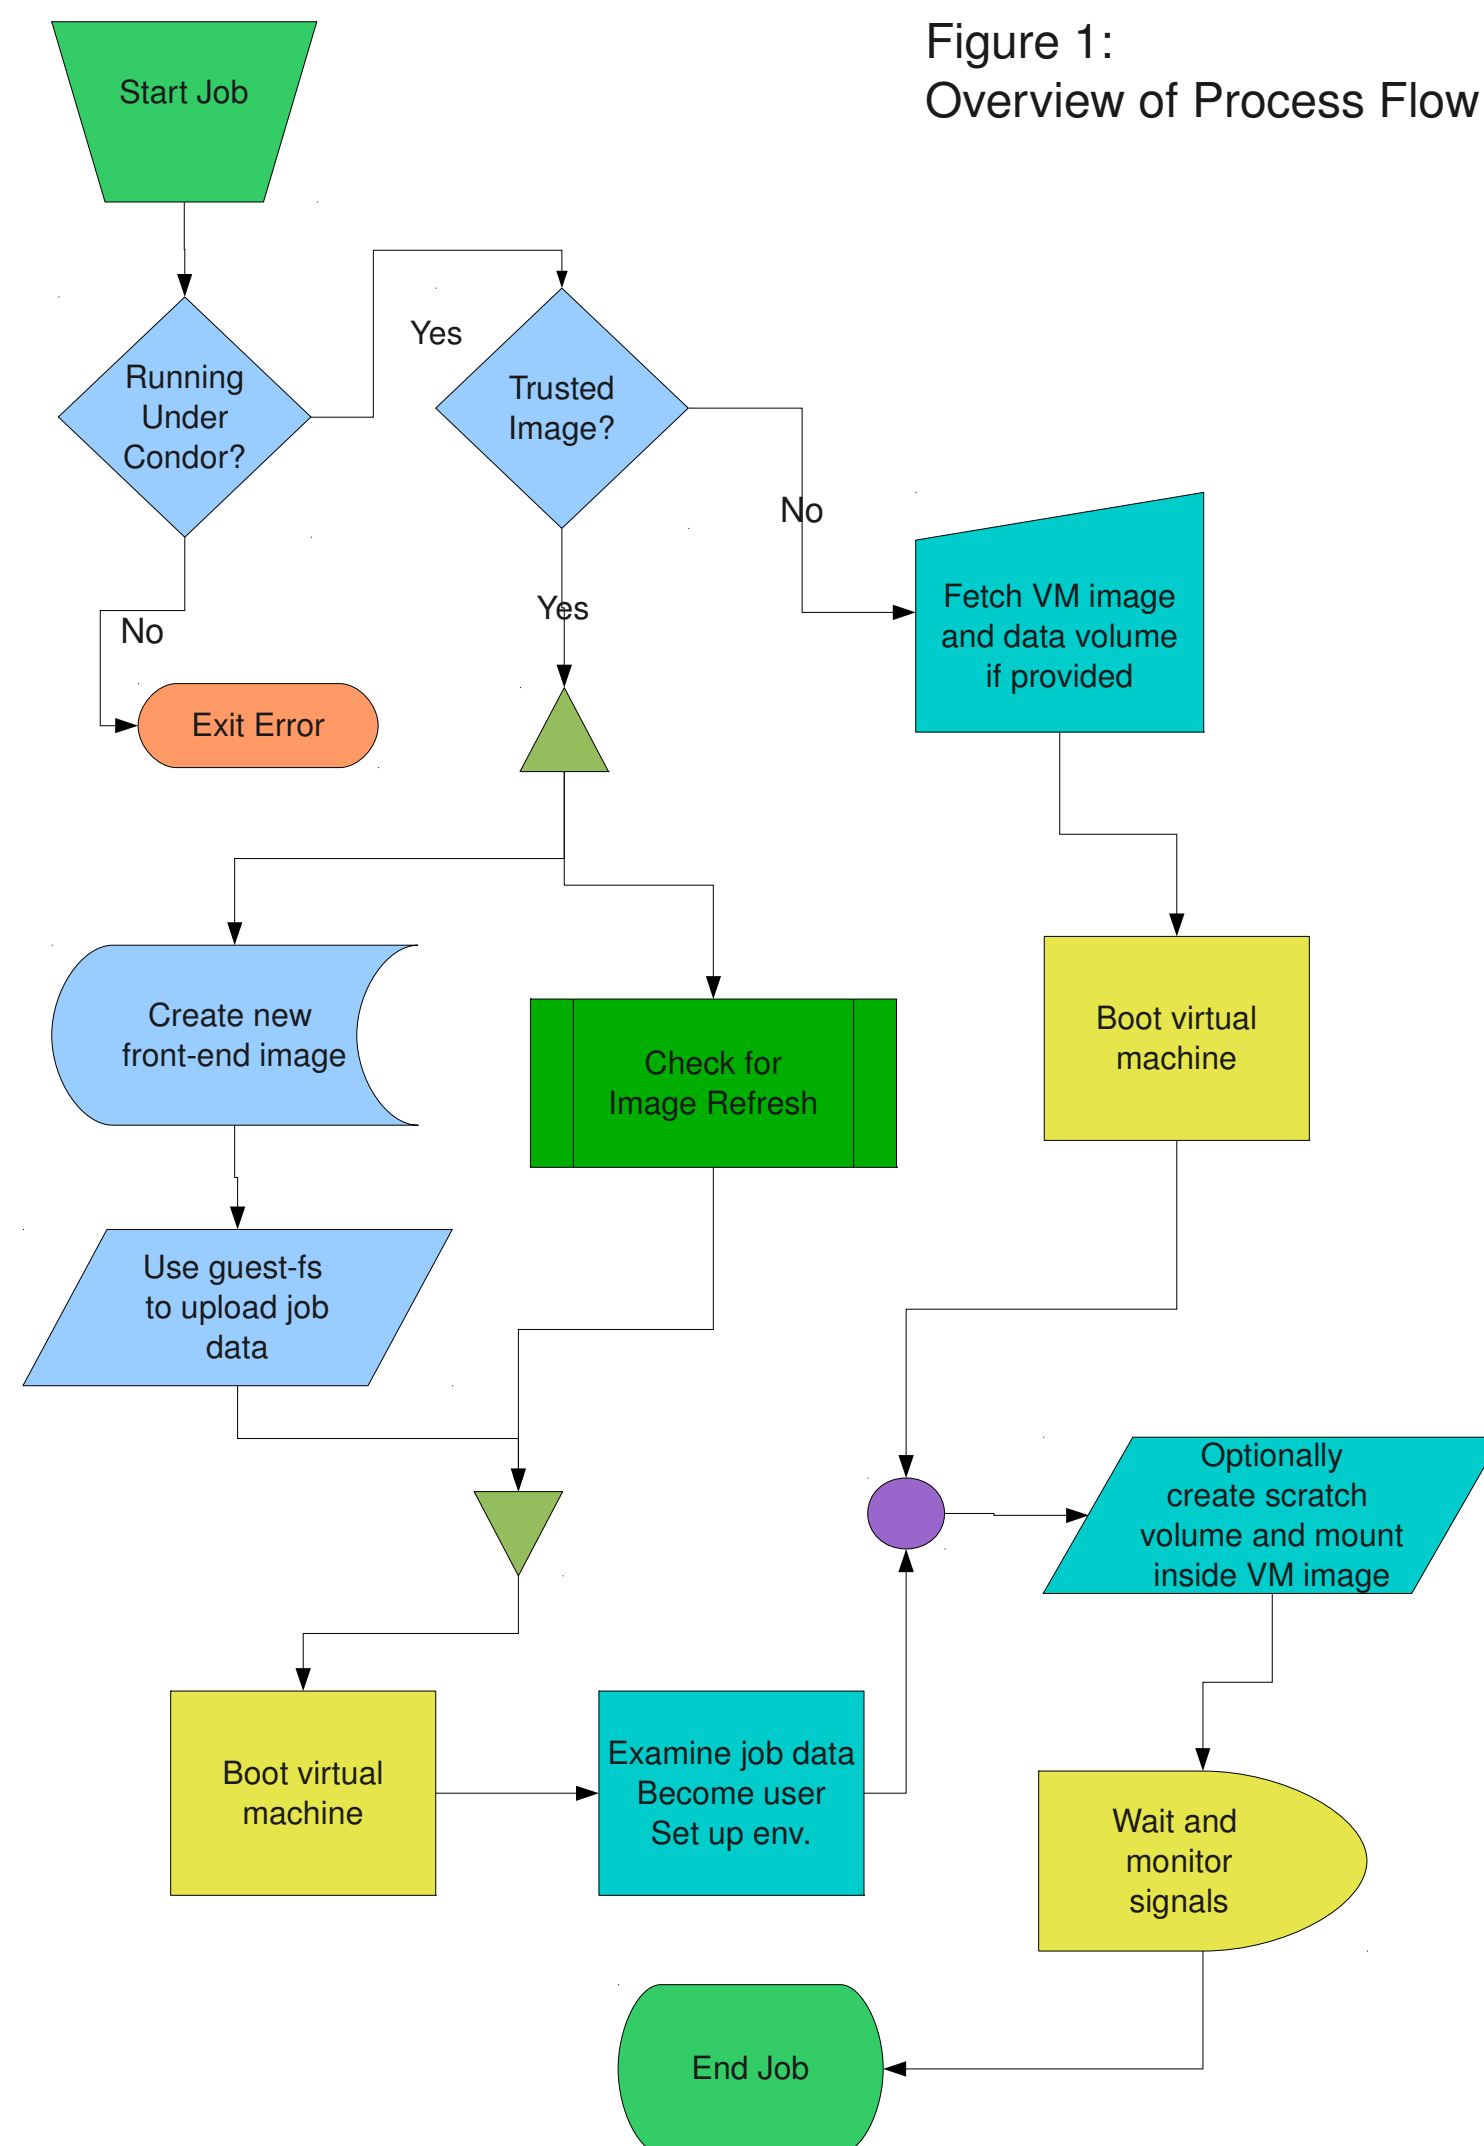 Figure 1:
Overview of Process Flow
Start Job
Running
Under
Condor?
Yes
Trusted
Image?
No
No
Yes
Exit Error
Fetch VM image
and data volume
if provided
Create new
front-end image
Check for
Image Refresh
Boot virtual
machine
Use guest-fs
to upload job
data
Optionally
create scratch
volume and mount
inside VM image
Boot virtual
machine
Examine job data
Become user
Set up env.
Wait and
monitor
signals
End Job